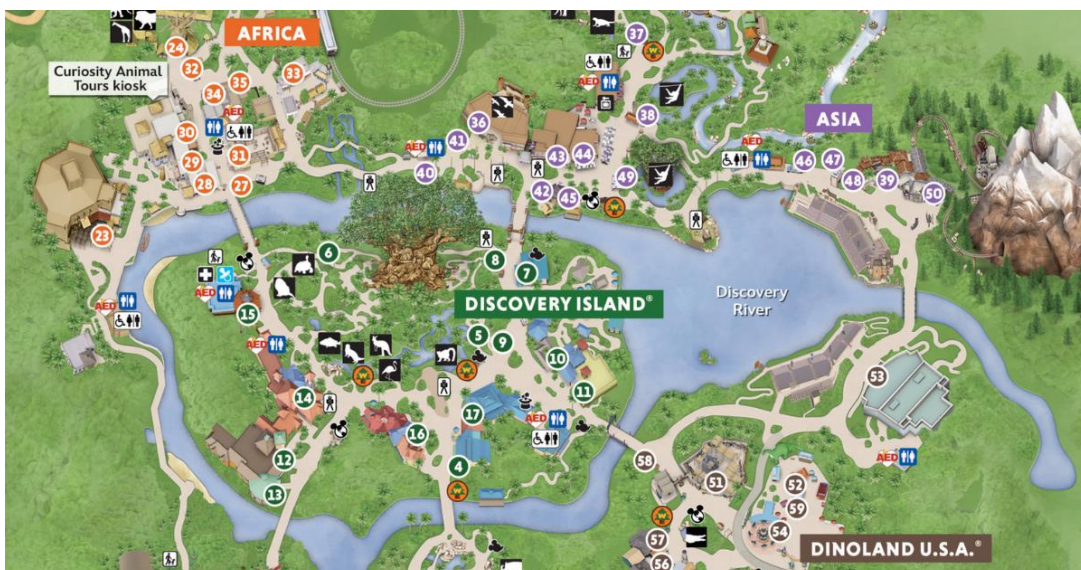 AFRICA
37
24
W
33
32
Curiosity Animal
Tours kiosk
35
AED
34
38
ASIA
AED
30
36
41
AED
AED
31
29
43
44
46
47
40
49
48
39
28
27
42
45
50
W
23
6
8
7
AED
DISCOVERY ISLAND®
Discovery
River
AED
15
5
9
AED
10
W
53
11
14
17
AED
16
12
58
AED
4
51
52
13
W
59
W
54
57
DINOLAND U.S.A.®
56